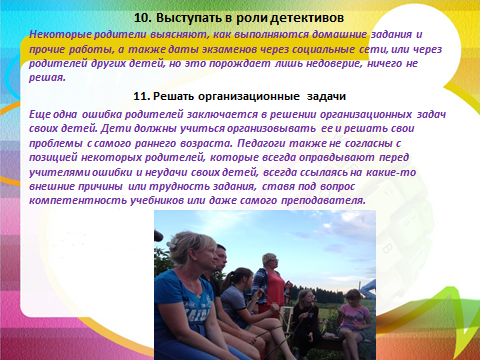 10. Выступать в роли детективов
Некоторые родители выясняют, как выполняются домашние задания и
прочие работы, а также даты экзаменов через социальные сети, или через
родителей других детей, но это порождает лишь недоверие, ничего не
решая.
11. Решать организационные задачи
Еще одна ошибка родителей заключается в решении организационных задач
своих детей. Дети должны учиться организовывать ее и решать свои
проблемы с самого раннего возраста. Педагоги также не согласны с
позицией некоторых родителей, которые всегда оправдывают перед
учителями ошибки и неудачи своих детей, всегда ссылаясь на какие-то
внешние причины или трудность задания, ставя под вопрос
компетентность учебников или даже самого преподавателя.